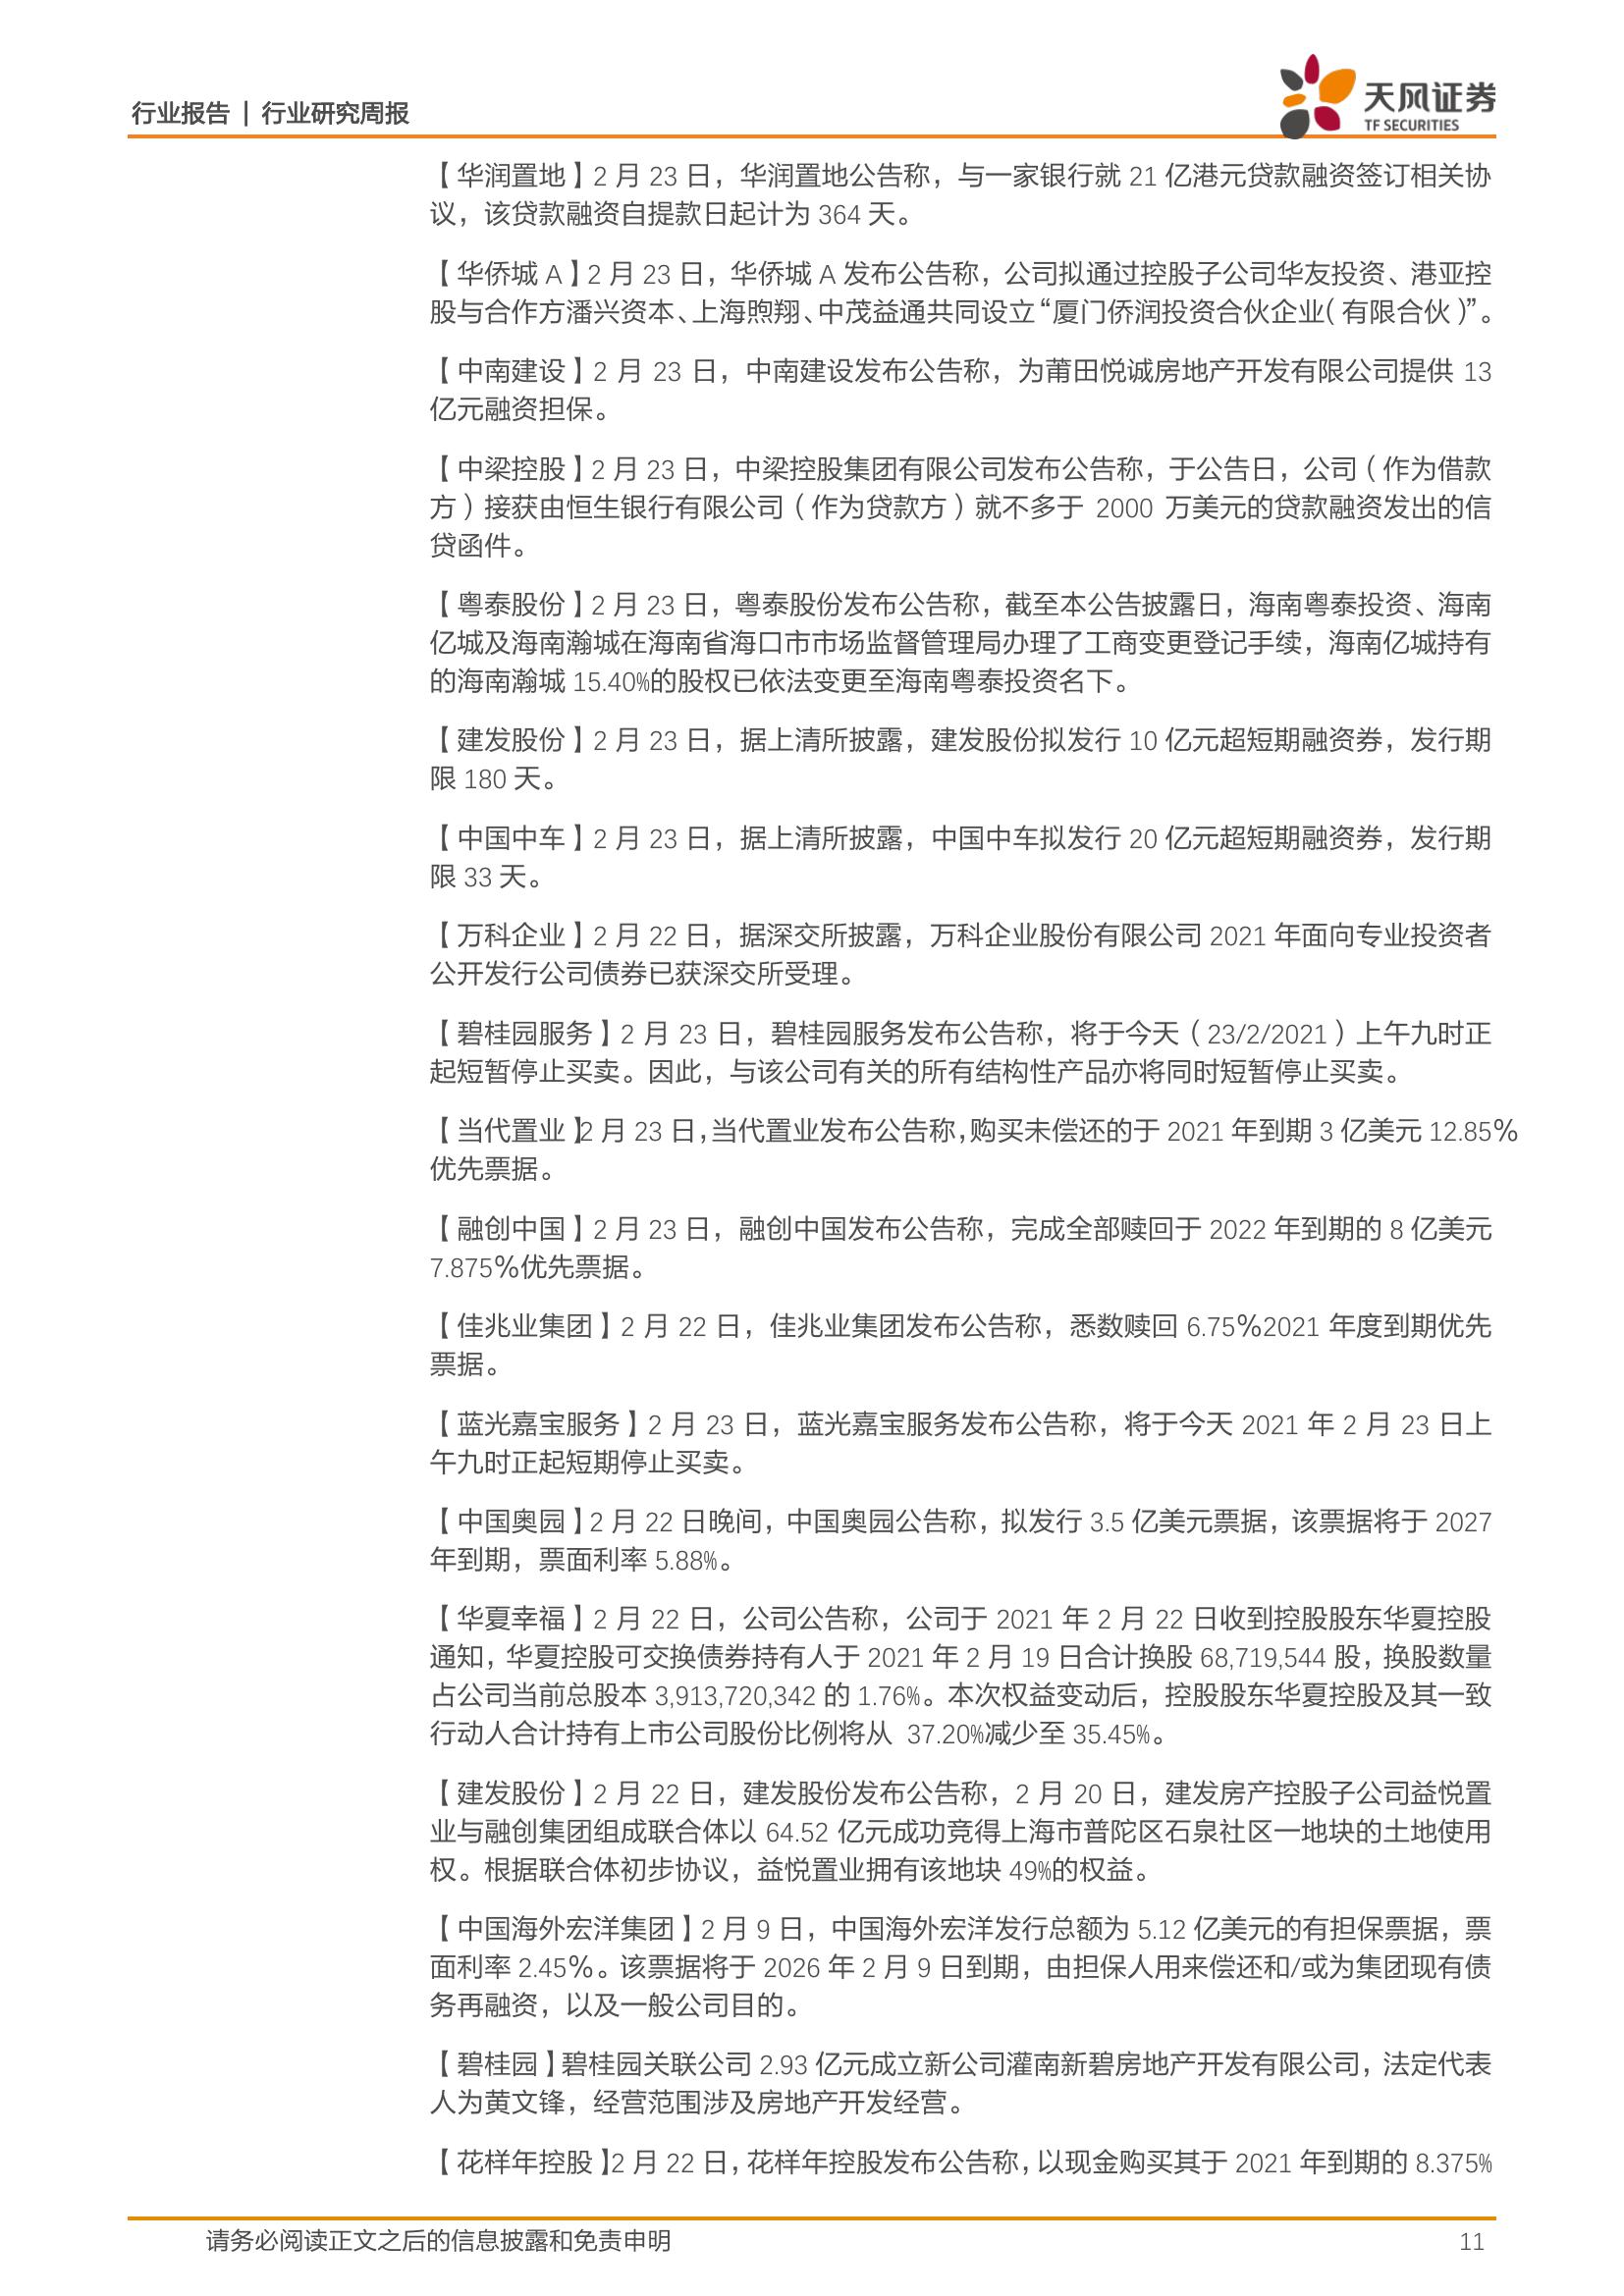 行业报告 | 行业研究周报
天风证券
TF SECURITIES
【华润置地】2 月 23 日，华润置地公告称，与一家银行就 21 亿港元贷款融资签订相关协
议，该贷款融资自提款日起计为 364 天。
【华侨城 A】2 月 23 日，华侨城 A 发布公告称，公司拟通过控股子公司华友投资、港亚控
股与合作方潘兴资本、上海煦翔、中茂益通共同设立“厦门侨润投资合伙企业（有限合伙）”。
【中南建设】2 月 23 日，中南建设发布公告称，为莆田悦诚房地产开发有限公司提供 13
亿元融资担保。
【中梁控股】2 月 23 日，中梁控股集团有限公司发布公告称，于公告日，公司（作为借款
方）接获由恒生银行有限公司（作为贷款方）就不多于 2000 万美元的贷款融资发出的信
贷函件。
【粤泰股份】2 月 23 日，粤泰股份发布公告称，截至本公告披露日，海南粤泰投资、海南
亿城及海南瀚城在海南省海口市市场监督管理局办理了工商变更登记手续，海南亿城持有
的海南瀚城 15.40%的股权已依法变更至海南粤泰投资名下。
【建发股份】2 月 23 日，据上清所披露，建发股份拟发行 10 亿元超短期融资券，发行期
限 180 天。
【中国中车】2 月 23 日，据上清所披露，中国中车拟发行 20 亿元超短期融资券，发行期
限 33 天。
【万科企业】2 月 22 日，据深交所披露，万科企业股份有限公司 2021 年面向专业投资者
公开发行公司债券已获深交所受理。
【碧桂园服务】2 月 23 日，碧桂园服务发布公告称，将于今天（23/2/2021）上午九时正
起短暂停止买卖。因此，与该公司有关的所有结构性产品亦将同时短暂停止买卖。
【当代置业】2 月 23 日，当代置业发布公告称，购买未偿还的于 2021 年到期 3 亿美元 12.85%
优先票据。
【融创中国】2 月 23 日，融创中国发布公告称，完成全部赎回于 2022 年到期的 8 亿美元
7.875%优先票据。
【佳兆业集团】2 月 22 日，佳兆业集团发布公告称，悉数赎回 6.75%2021 年度到期优先
票据。
【蓝光嘉宝服务】2 月 23 日，蓝光嘉宝服务发布公告称，将于今天 2021 年 2 月 23 日上
午九时正起短期停止买卖。
【中国奥园】2 月 22 日晚间，中国奥园公告称，拟发行 3.5 亿美元票据，该票据将于 2027
年到期，票面利率 5.88%。
【华夏幸福】2 月 22 日，公司公告称，公司于 2021 年 2 月 22 日收到控股股东华夏控股
通知，华夏控股可交换债券持有人于 2021 年 2 月 19 日合计换股 68,719,544 股，换股数量
占公司当前总股本 3,913,720,342 的 1.76%。本次权益变动后，控股股东华夏控股及其一致
行动人合计持有上市公司股份比例将从 37.20%减少至 35.45%。
【建发股份】2 月 22 日，建发股份发布公告称，2 月 20 日，建发房产控股子公司益悦置
业与融创集团组成联合体以 64.52 亿元成功竞得上海市普陀区石泉社区一地块的土地使用
权。根据联合体初步协议，益悦置业拥有该地块 49%的权益。
【中国海外宏洋集团】2 月 9 日，中国海外宏洋发行总额为 5.12 亿美元的有担保票据，票
面利率 2.45%。该票据将于 2026 年 2 月 9 日到期，由担保人用来偿还和/或为集团现有债
务再融资，以及一般公司目的。
【碧桂园】碧桂园关联公司 2.93 亿元成立新公司灌南新碧房地产开发有限公司，法定代表
人为黄文锋，经营范围涉及房地产开发经营。
【花样年控股】2 月 22 日，花样年控股发布公告称，以现金购买其于 2021 年到期的 8.375%
请务必阅读正文之后的信息披露和免责申明
11